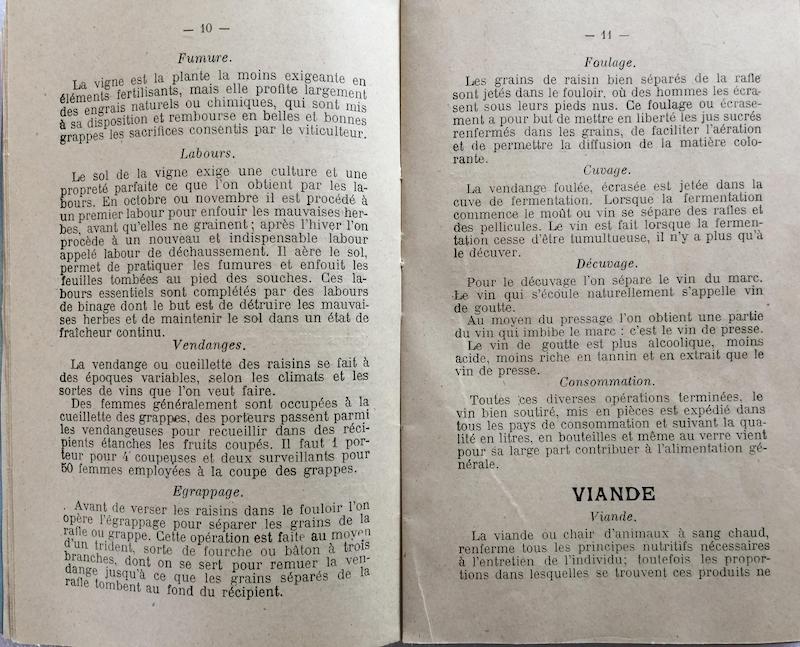 — 10 —
Fumure.
La vigne est la plante la moins exigeante en
éléments fertilisants, mais elle profite largement
des engrais naturels ou chimiques, qui sont mis
à sa disposition et rembourse en belles et bonnes
grappes les sacrifices consentis par le viticulteur.
Labours.
Le sol de la vigne exige une culture et une
propreté parfaite ce que l'on obtient par les la-
bours. En octobre ou novembre il est procédé à
un premier labour pour enfouir les mauvaises her-
bes, avant qu'elles ne grainent ; après l'hiver l'on
procède à un nouveau et indispensable labour
appelé labour de déchaussement. Il aère le sol,
permet de pratiquer les fumures et enfouit les
feuilles tombées au pied des souches. Ces la-
bours essentiels sont complétés par des labours
de binage dont le but est de détruire les mauvai-
ses herbes et de maintenir le sol dans un état de
fraîcheur continu.
Vendanges.
La vendange ou cueillette des raisins se fait à
des époques variables, selon les climats et les
sortes de vins que l'on veut faire.
Des femmes généralement sont occupées à la
cueillette des grappes, des porteurs passent parmi
les vendangeuses pour recueillir dans des réci-
pients étanches les fruits coupés. Il faut 1 por-
teur pour 4 coupeuses et deux surveillants pour
50 femmes employées à la coupe des grappes.
Egrappage.
Avant de verser les raisins dans le fouloir l'on
opère l'égrappage pour séparer les grains de la
rafle ou grappe. Cette opération est faite au moyen
d'un trident, sorte de fourche ou bâton à trois
branches, dont on se sert pour remuer la ven-
dange jusqu'à ce que les grains séparés de la
rafle tombent au fond du récipient.
— 11 —
Foulage.
Les grains de raisin bien séparés de la rafle
sont jetés dans le fouloir, où des hommes les écra-
sent sous leurs pieds nus. Ce foulage ou écrase-
ment a pour but de mettre en liberté les jus sucrés
renfermés dans les grains, de faciliter l'aération
et de permettre la diffusion de la matière colo-
rante.
Cuvage.
La vendange foulée, écrasée est jetée dans la
cuve de fermentation. Lorsque la fermentation
commence le moût ou vin se sépare des rafles et
des pellicules. Le vin est fait lorsque la fermen-
tation cesse d'être tumultueuse, il n'y a plus qu'à
le décuver.
Décuvage.
Pour le décuvage l'on sépare le vin du marc.
Le vin qui s'écoule naturellement s'appelle vin
de goutte.
Au moyen du pressage l'on obtient une partie
du vin qui imbibe le marc : c'est le vin de presse.
Le vin de goutte est plus alcoolique, moins
acide, moins riche en tannin et en extrait que le
vin de presse.
Consommation.
Toutes ces diverses opérations terminées, le
vin bien soutiré, mis en pièces est expédié dans
tous les pays de consommation et suivant la qua-
lité en litres, en bouteilles et même au verre vient
pour sa large part contribuer à l'alimentation gé-
nérale.
VIANDE
Viande.
La viande ou chair d'animaux à sang chaud,
renferme tous les principes nutritifs nécessaires
à l'entretien de l'individu; toutefois les propor-
tions dans lesquelles se trouvent ces produits ne